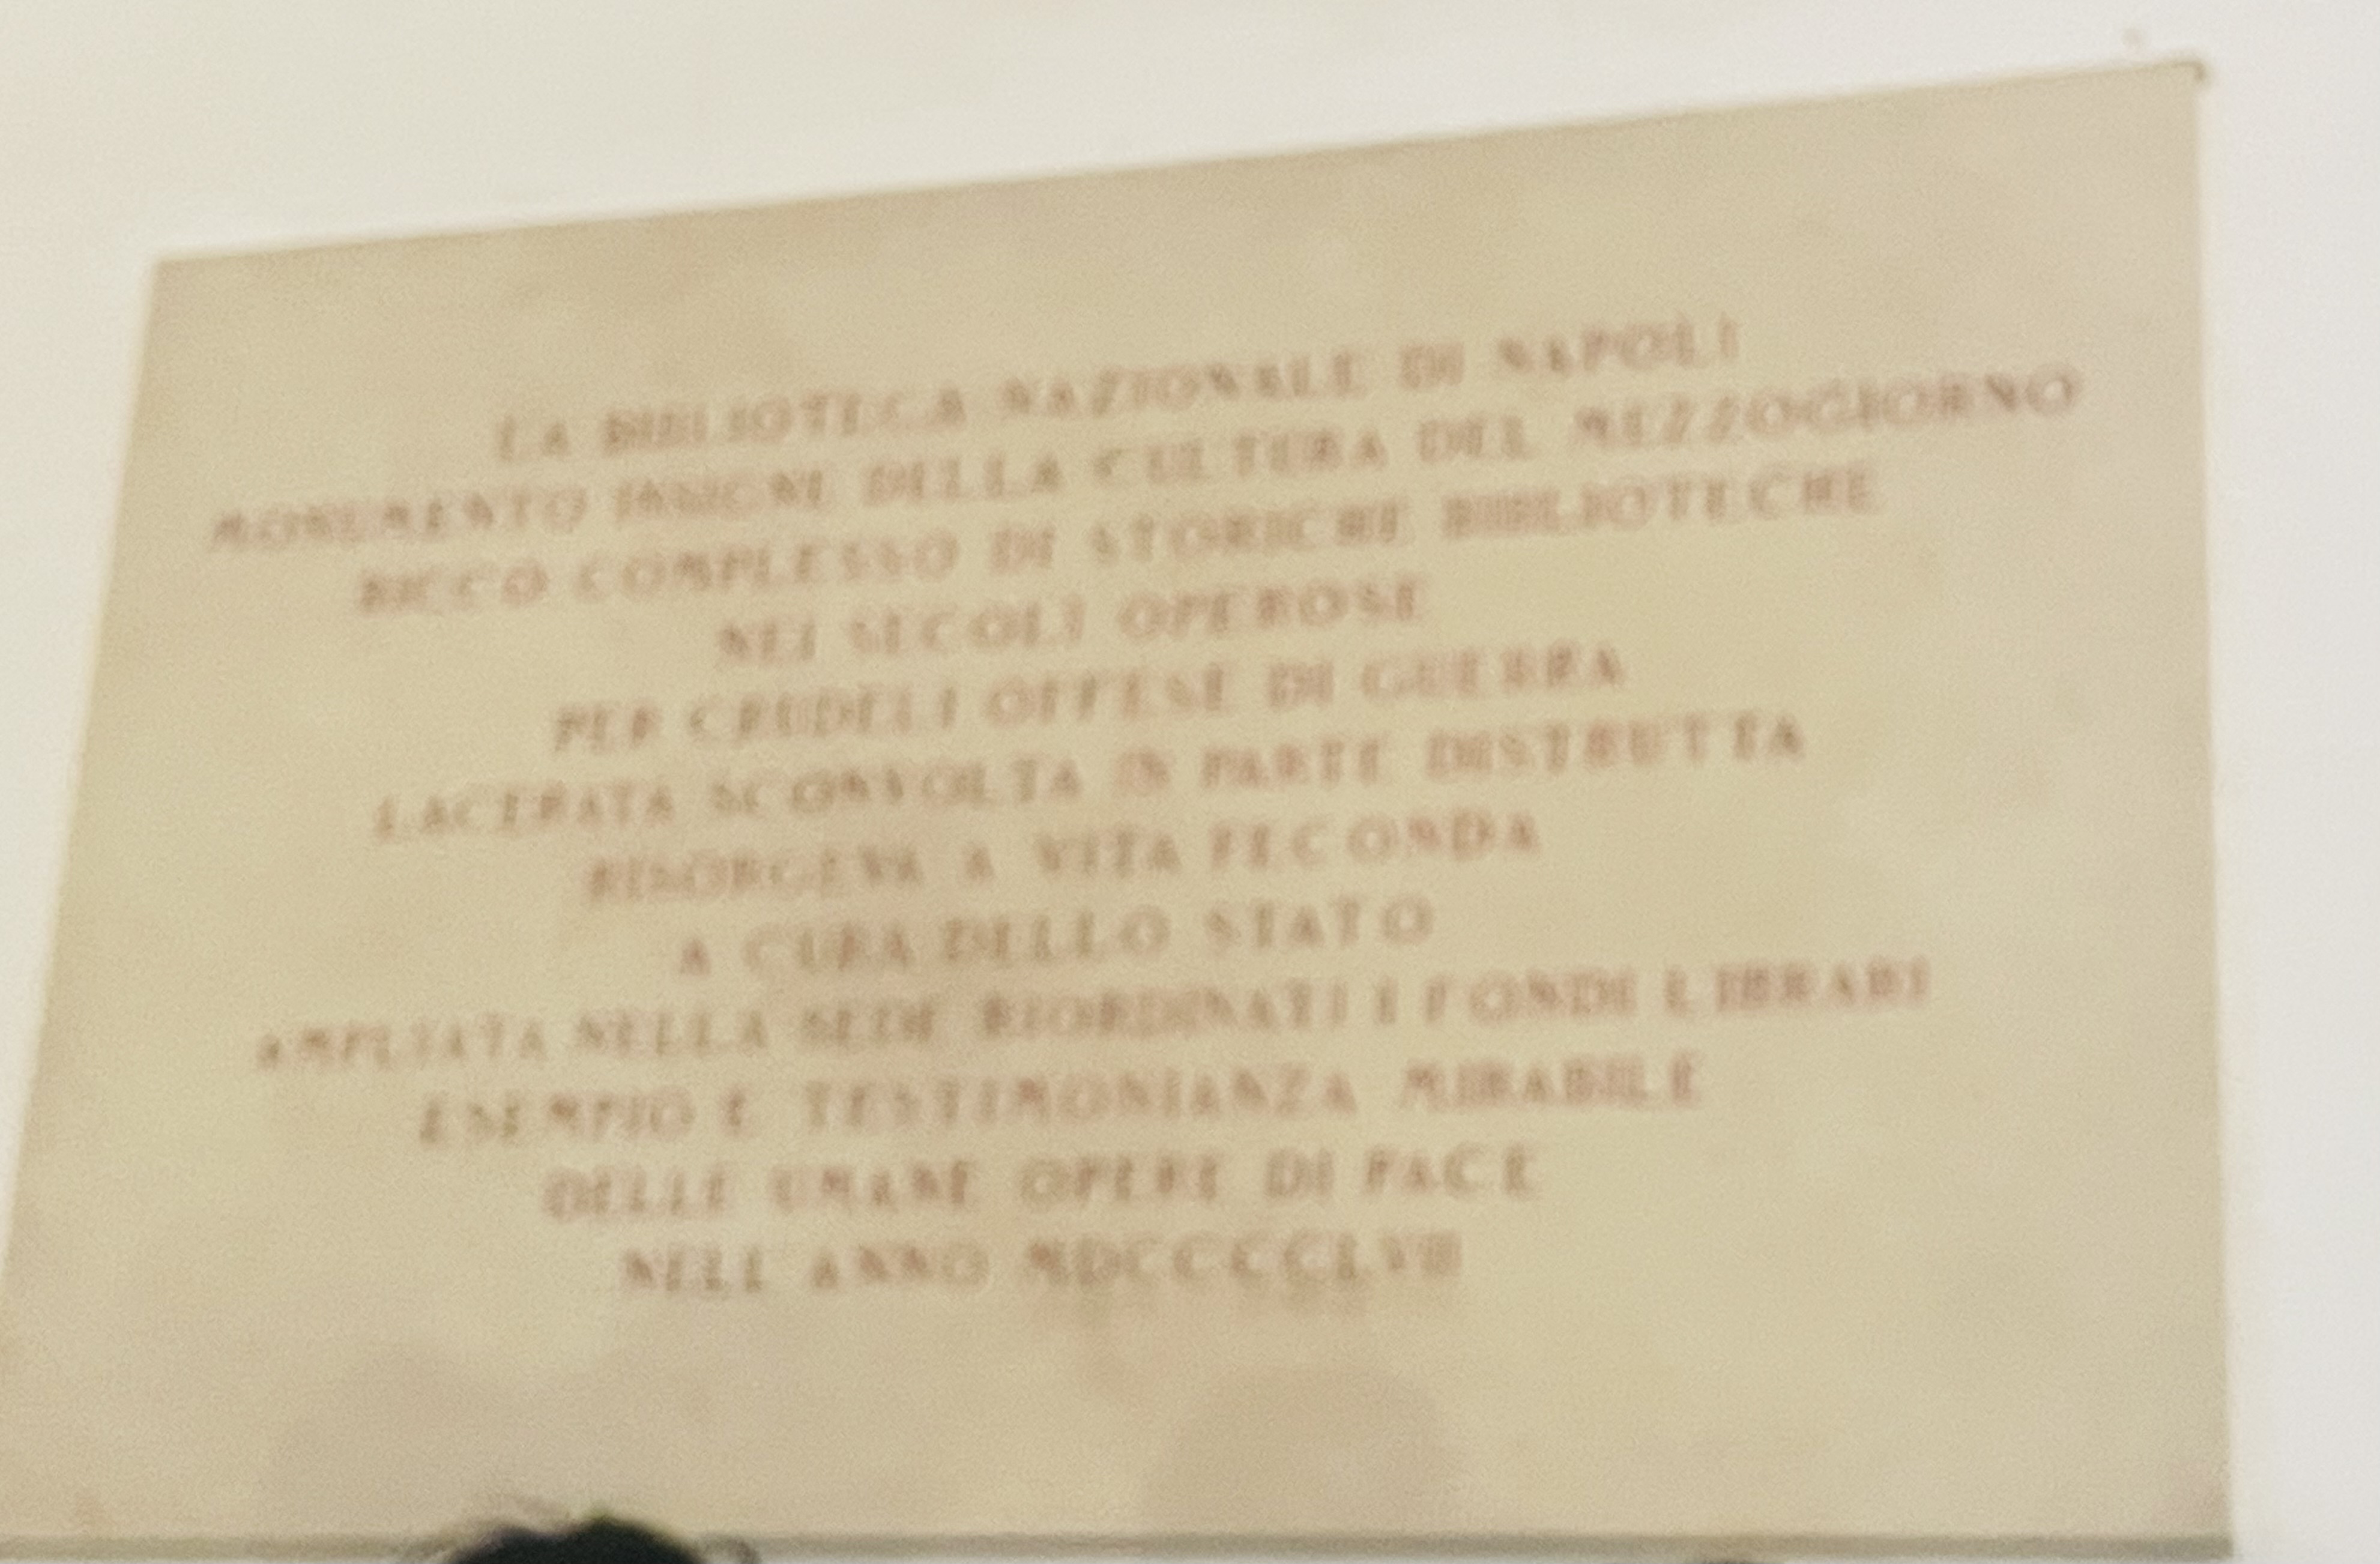 LA BIBLIOTECA NAZIONALE DI NAPOLI
MONUMENTO INSIGNE DELLA CULTURA DEL MEZZOGIORNO
RICCO COMPLESSO DI STORICHE BIBLIOTECHE
NEI SECOLI OPEROSE
PER CRUDELI OFFESE DI GUERRA
LACERATA SCONVOLTA IN PARTE DISTRUTTA
RISORGEVA A VITA FECONDA
A CURA DELLO STATO
AMPLIATA NELLA SEDE RIORDINATI I FONDI LIBRARI
ESEMPIO E TESTIMONIANZA MIRABILE
DELLE UMANE OPERE DI PACE
NELL ANNO MDCCCCLVII